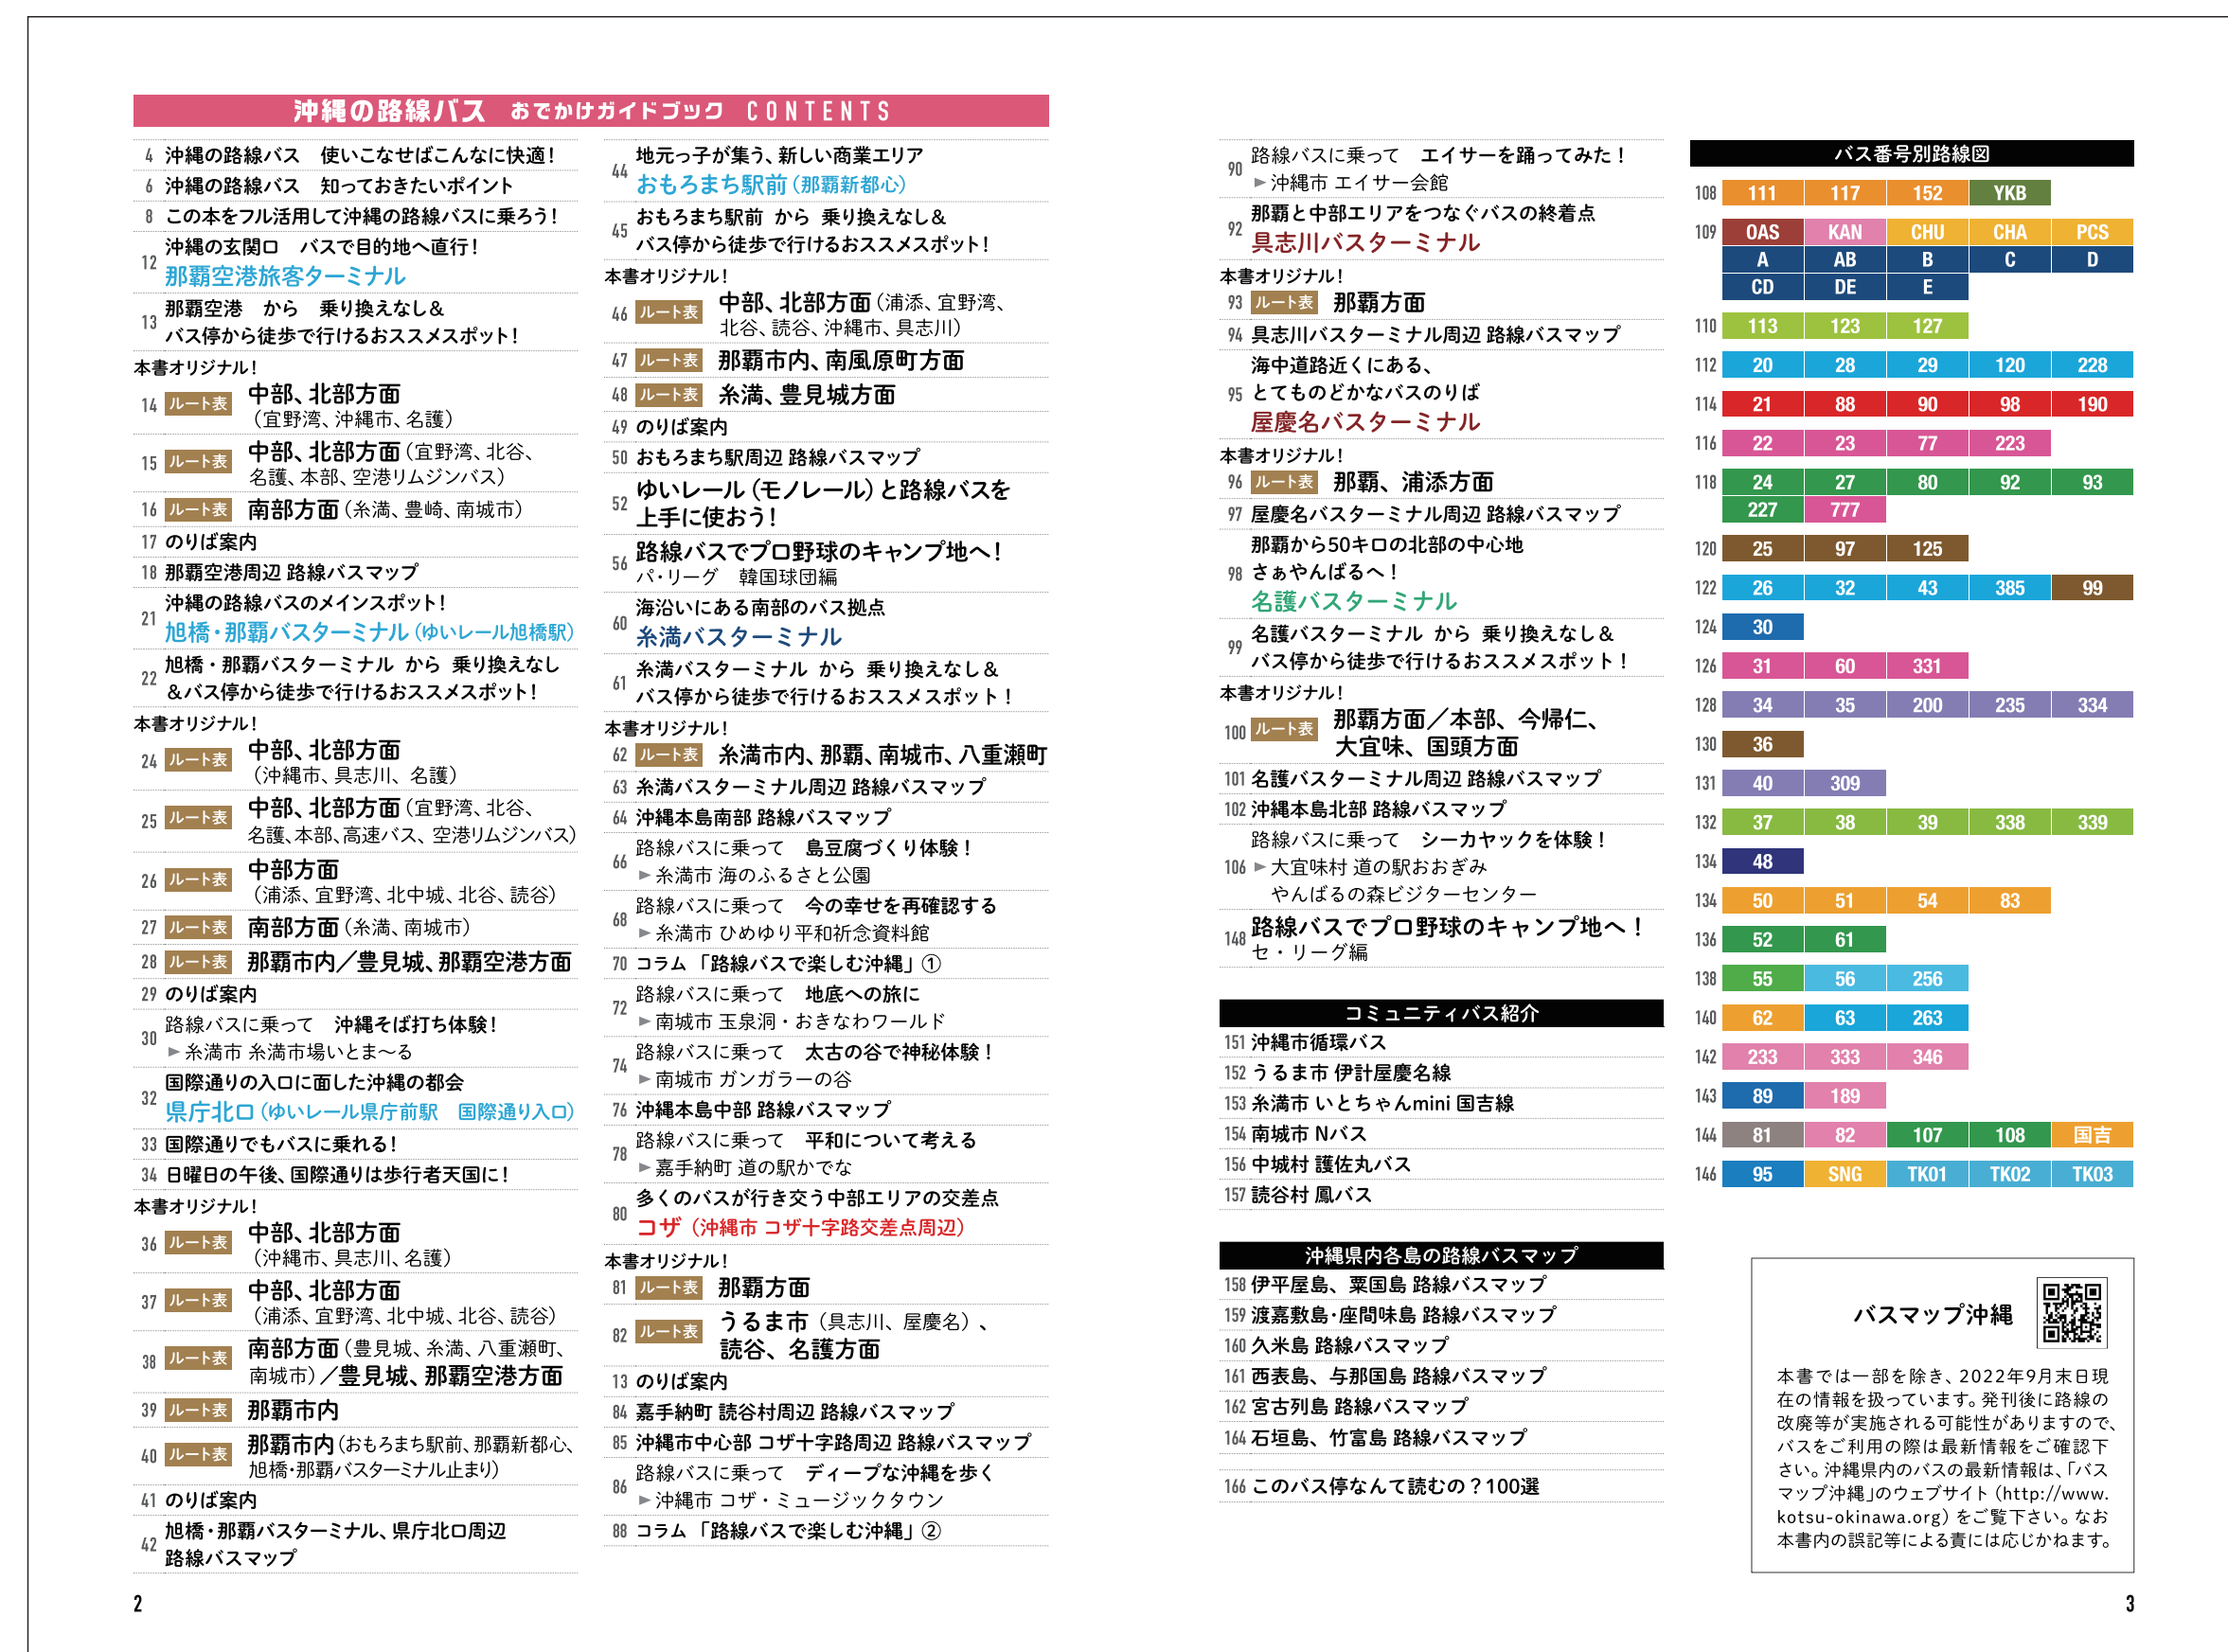 沖縄の路線バス おでかけガイドブック CONTENTS
4 沖縄の路線バス 使いこなせばこんなに快適！
6 沖縄の路線バス 知っておきたいポイント
8 この本をフル活用して沖縄の路線バスに乗ろう！
12 沖縄の玄関口 バスで目的地へ直行！
那覇空港旅客ターミナル
13 那覇空港 から 乗り換えなし＆
バス停から徒歩で行けるおススメスポット！
本書オリジナル！
14 ルート表 中部、北部方面
（宜野湾、沖縄市、名護）
15 ルート表 中部、北部方面（宜野湾、北谷、
名護、本部、空港リムジンバス）
16 ルート表 南部方面（糸満、豊崎、南城市）
17 のりば案内
18 那覇空港周辺 路線バスマップ
21 沖縄の路線バスのメインスポット！
旭橋・那覇バスターミナル（ゆいレール旭橋駅）
22 旭橋・那覇バスターミナル から 乗り換えなし
＆バス停から徒歩で行けるおススメスポット！
本書オリジナル！
24 ルート表 中部、北部方面
（沖縄市、具志川、名護）
25 ルート表 中部、北部方面（宜野湾、北谷、
名護、本部、高速バス、空港リムジンバス）
26 ルート表 中部方面
（浦添、宜野湾、北中城、北谷、読谷）
27 ルート表 南部方面（糸満、南城市）
28 ルート表 那覇市内／豊見城、那覇空港方面
29 のりば案内
30 路線バスに乗って 沖縄そば打ち体験！
►糸満市 糸満市場いとま〜る
32 国際通りの入口に面した沖縄の都会
県庁北口（ゆいレール県庁前駅 国際通り入口）
33 国際通りでもバスに乗れる！
34 日曜日の午後、国際通りは歩行者天国に！
本書オリジナル！
36 ルート表 中部、北部方面
（沖縄市、具志川、名護）
37 ルート表 中部、北部方面
（浦添、宜野湾、北中城、北谷、読谷）
38 ルート表 南部方面（豊見城、糸満、八重瀬町、
南城市）／豊見城、那覇空港方面
39 ルート表 那覇市内
40 ルート表 那覇市内（おもろまち駅前、那覇新都心、
旭橋・那覇バスターミナル止まり）
41 のりば案内
42 旭橋・那覇バスターミナル、県庁北口周辺
路線バスマップ
2
44 地元っ子が集う、新しい商業エリア
おもろまち駅前（那覇新都心）
45 おもろまち駅前 から 乗り換えなし＆
バス停から徒歩で行けるおススメスポット！
本書オリジナル！
46 ルート表 中部、北部方面（浦添、宜野湾、
北谷、読谷、沖縄市、具志川）
47 ルート表 那覇市内、南風原町方面
48 ルート表 糸満、豊見城方面
49 のりば案内
50 おもろまち駅周辺 路線バスマップ
52 ゆいレール（モノレール）と路線バスを
上手に使おう！
56 路線バスでプロ野球のキャンプ地へ！
パ・リーグ 韓国球団編
60 海沿いにある南部のバス拠点
糸満バスターミナル
61 糸満バスターミナル から 乗り換えなし＆
バス停から徒歩で行けるおススメスポット！
本書オリジナル！
62 ルート表 糸満市内、那覇、南城市、八重瀬町
63 糸満バスターミナル周辺 路線バスマップ
64 沖縄本島南部 路線バスマップ
66 路線バスに乗って 島豆腐づくり体験！
►糸満市 海のふるさと公園
68 路線バスに乗って 今の幸せを再確認する
►糸満市 ひめゆり平和祈念資料館
70 コラム「路線バスで楽しむ沖縄」①
72 路線バスに乗って 地底への旅に
►南城市 玉泉洞・おきなわワールド
74 路線バスに乗って 太古の谷で神秘体験！
►南城市 ガンガラーの谷
76 沖縄本島中部 路線バスマップ
78 路線バスに乗って 平和について考える
►嘉手納町 道の駅かでな
80 多くのバスが行き交う中部エリアの交差点
コザ（沖縄市 コザ十字路交差点周辺）
本書オリジナル！
81 ルート表 那覇方面
82 ルート表 うるま市（具志川、屋慶名）、
読谷、名護方面
13 のりば案内
84 嘉手納町 読谷村周辺 路線バスマップ
85 沖縄市中心部 コザ十字路周辺 路線バスマップ
86 路線バスに乗って ディープな沖縄を歩く
►沖縄市 コザ・ミュージックタウン
88 コラム「路線バスで楽しむ沖縄」②
90 路線バスに乗って エイサーを踊ってみた！
►沖縄市 エイサー会館
92 那覇と中部エリアをつなぐバスの終着点
具志川バスターミナル
本書オリジナル！
93 ルート表 那覇方面
94 具志川バスターミナル周辺 路線バスマップ
95 海中道路近くにある、
とてものどかなバスのりば
屋慶名バスターミナル
本書オリジナル！
96 ルート表 那覇、浦添方面
97 屋慶名バスターミナル周辺 路線バスマップ
98 那覇から50キロの北部の中心地
さぁやんばるへ！
名護バスターミナル
99 名護バスターミナル から 乗り換えなし＆
バス停から徒歩で行けるおススメスポット！
本書オリジナル！
100 ルート表 那覇方面／本部、今帰仁、
大宜味、国頭方面
101 名護バスターミナル周辺 路線バスマップ
102 沖縄本島北部 路線バスマップ
106 路線バスに乗って シーカヤックを体験！
►大宜味村 道の駅おおぎみ
やんばるの森ビジターセンター
148 路線バスでプロ野球のキャンプ地へ！
セ・リーグ編
コミュニティバス紹介
151 沖縄市循環バス
152 うるま市 伊計屋慶名線
153 糸満市 いとちゃんmini 国吉線
154 南城市 Nバス
156 中城村 護佐丸バス
157 読谷村 鳳バス
沖縄県内各島の路線バスマップ
158 伊平屋島、粟国島 路線バスマップ
159 渡嘉敷島・座間味島 路線バスマップ
160 久米島 路線バスマップ
161 西表島、与那国島 路線バスマップ
162 宮古列島 路線バスマップ
164 石垣島、竹富島 路線バスマップ
166 このバス停なんて読むの？100選
バス番号別路線図
108 111 117 152 YKB
109 OAS KAN CHU CHA PCS
A AB B C D
CD DE E
110 113 123 127
112 20 28 29 120 228
114 21 88 90 98 190
116 22 23 77 223
118 24 27 80 92 93
227 777
120 25 97 125
122 26 32 43 385 99
124 30
126 31 60 331
128 34 35 200 235 334
130 36
131 40 309
132 37 38 39 338 339
134 48
134 50 51 54 83
136 52 61
138 55 56 256
140 62 63 263
142 233 333 346
143 89 189
144 81 82 107 108 国吉
146 95 SNG TK01 TK02 TK03
バスマップ沖縄
本書では一部を除き、2022年9月末日現
在の情報を扱っています。発刊後に路線の
改廃等が実施される可能性がありますので、
バスをご利用の際は最新情報をご確認下
さい。沖縄県内のバスの最新情報は、「バス
マップ沖縄」のウェブサイト（http://www.
kotsu-okinawa.org）をご覧下さい。なお
本書内の誤記等による責には応じかねます。
3